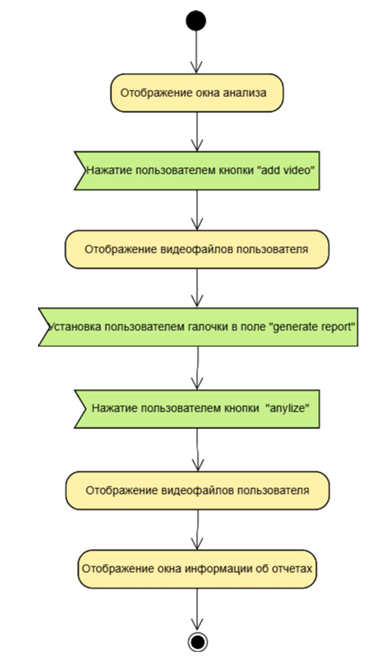 Отображение окна анализа
Нажатие пользователем кнопки "add video"
Отображение видеофайлов пользователя
Установка пользователем галочки в поле "generate report"
Нажатие пользователем кнопки "anylize"
Отображение видеофайлов пользователя
Отображение окна информации об отчетах